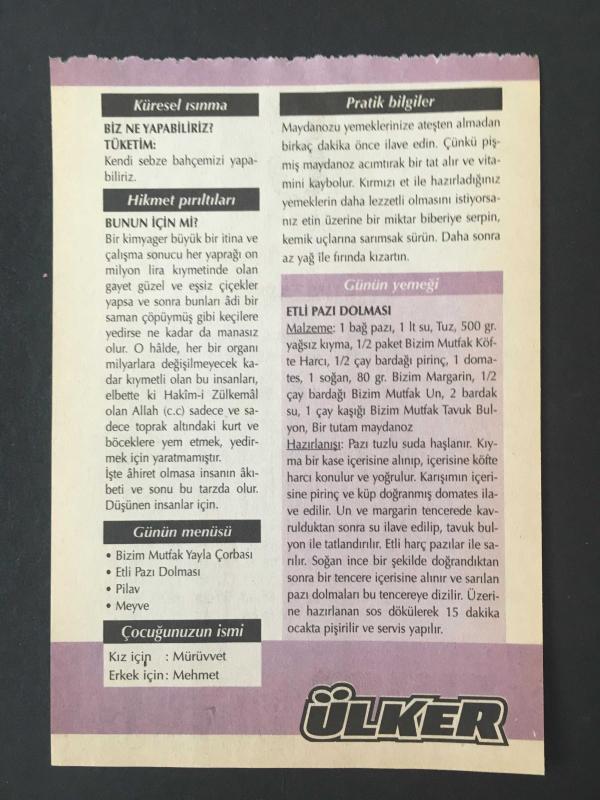 Küresel ısınma
BİZ NE YAPABİLİRİZ?
TÜKETİM:
Kendi sebze bahçemizi yapa-
biliriz.
Hikmet pırıltıları
BUNUN İÇİN Mİ?
Bir kimyager büyük bir itina ve
çalışma sonucu her yaprağı on
milyon lira kıymetinde olan
gayet güzel ve eşsiz çiçekler
yapsa ve sonra bunları âdi bir
saman çöpüymüş gibi keçilere
yedirse ne kadar da manasız
olur. O hâlde, her bir organı
milyarlara değişilmeyecek ka-
dar kıymetli olan bu insanları,
elbette ki Hakîm-i Zülkemâl
olan Allah (c.c) sadece ve sa-
dece toprak altındaki kurt ve
böceklere yem etmek, yedir-
mek için yaratmamıştır.
İşte âhiret olmasa insanın âkı-
beti ve sonu bu tarzda olur.
Düşünen insanlar için.
Günün menüsü
• Bizim Mutfak Yayla Çorbası
• Etli Pazı Dolması
• Pilav
• Meyve
Çocuğunuzun ismi
Kız için : Mürüvvet
Erkek için : Mehmet
Pratik bilgiler
Maydanozu yemeklerinize ateşten almadan
birkaç dakika önce ilave edin. Çünkü piş-
miş maydanoz acımtırak bir tat alır ve vita-
mini kaybolur. Kırmızı et ile hazırladığınız
yemeklerin daha lezzetli olmasını istiyorsa-
nız etin üzerine bir miktar biberiye serpin,
kemik uçlarına sarımsak sürün. Daha sonra
az yağ ile fırında kızartın.
Günün yemeği
ETLİ PAZI DOLMASI
Malzeme: 1 bağ pazı, 1 lt su, Tuz, 500 gr.
yağsız kıyma, 1/2 paket Bizim Mutfak Köf-
te Harcı, 1/2 çay bardağı pirinç, 1 doma-
tes, 1 soğan, 80 gr. Bizim Margarin, 1/2
çay bardağı Bizim Mutfak Un, 2 bardak
su, 1 çay kaşığı Bizim Mutfak Tavuk Bul-
yon, Bir tutam maydanoz
Hazırlanışı: Pazı tuzlu suda haşlanır. Kıy-
ma bir kase içerisine alınıp, içerisine köfte
harcı konulur ve yoğrulur. Karışımın içeri-
sine pirinç ve küp doğranmış domates ila-
ve edilir. Un ve margarin tencerede kav-
rulduktan sonra su ilave edilip, tavuk bul-
yon ile tatlandırılır. Etli harç pazılar ile sa-
rılır. Soğan ince bir şekilde doğrandıktan
sonra bir tencere içerisine alınır ve sarılan
pazı dolmaları bu tencereye dizilir. Üzeri-
ne hazırlanan sos dökülerek 15 dakika
ocakta pişirilir ve servis yapılır.
ÜLKER